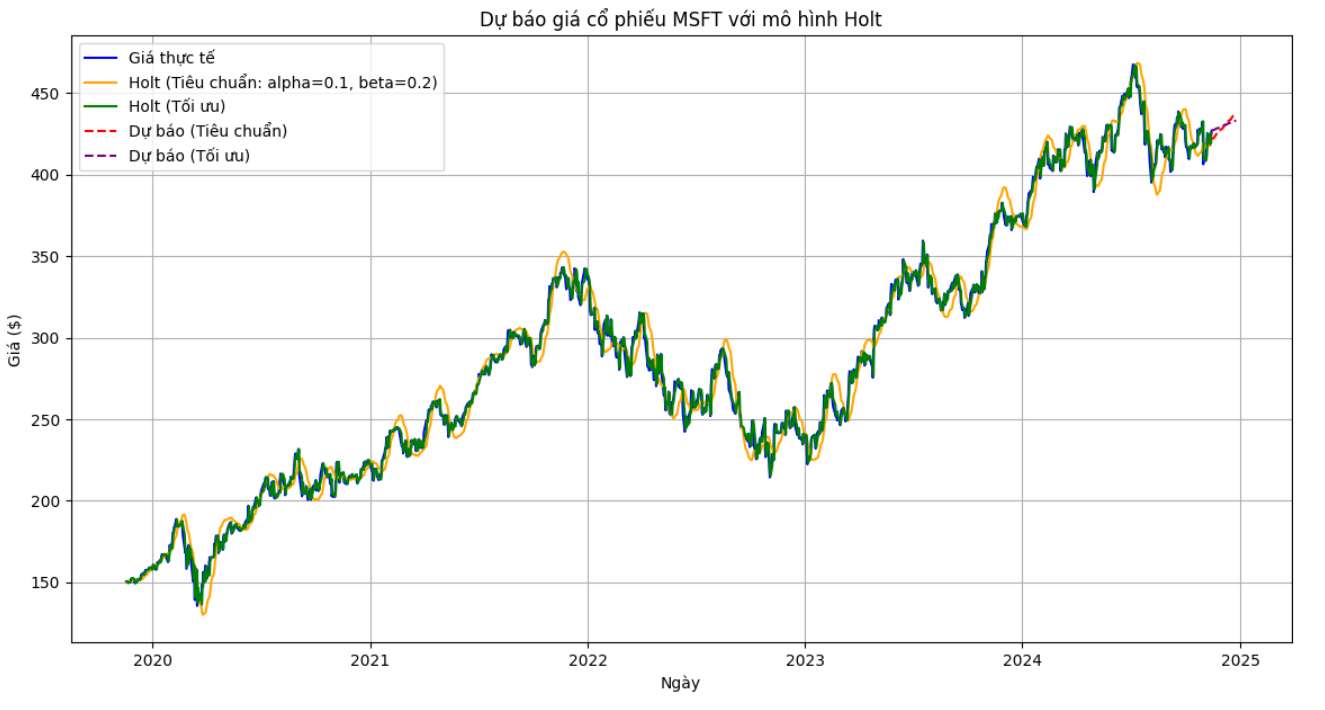 Dự báo giá cổ phiếu MSFT với mô hình Holt
Giá thực tế
Holt (Tiêu chuẩn: alpha=0.1, beta=0.2)
Holt (Tối ưu)
Dự báo (Tiêu chuẩn)
Dự báo (Tối ưu)
Giá ($)
450
400
350
300
250
200
150
2020 2021 2022 2023 2024 2025
Ngày